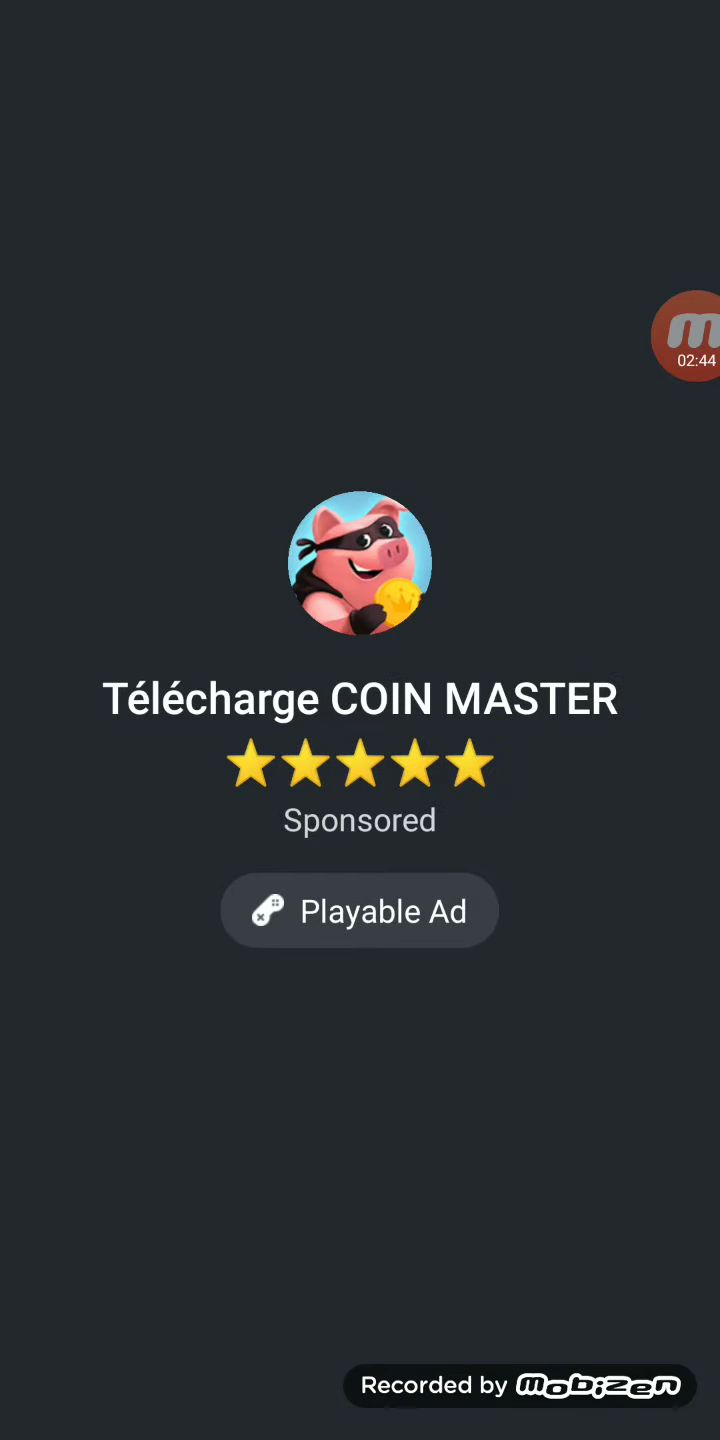 02:44
Télécharge COIN MASTER
Sponsored
Playable Ad
Recorded by mobizen